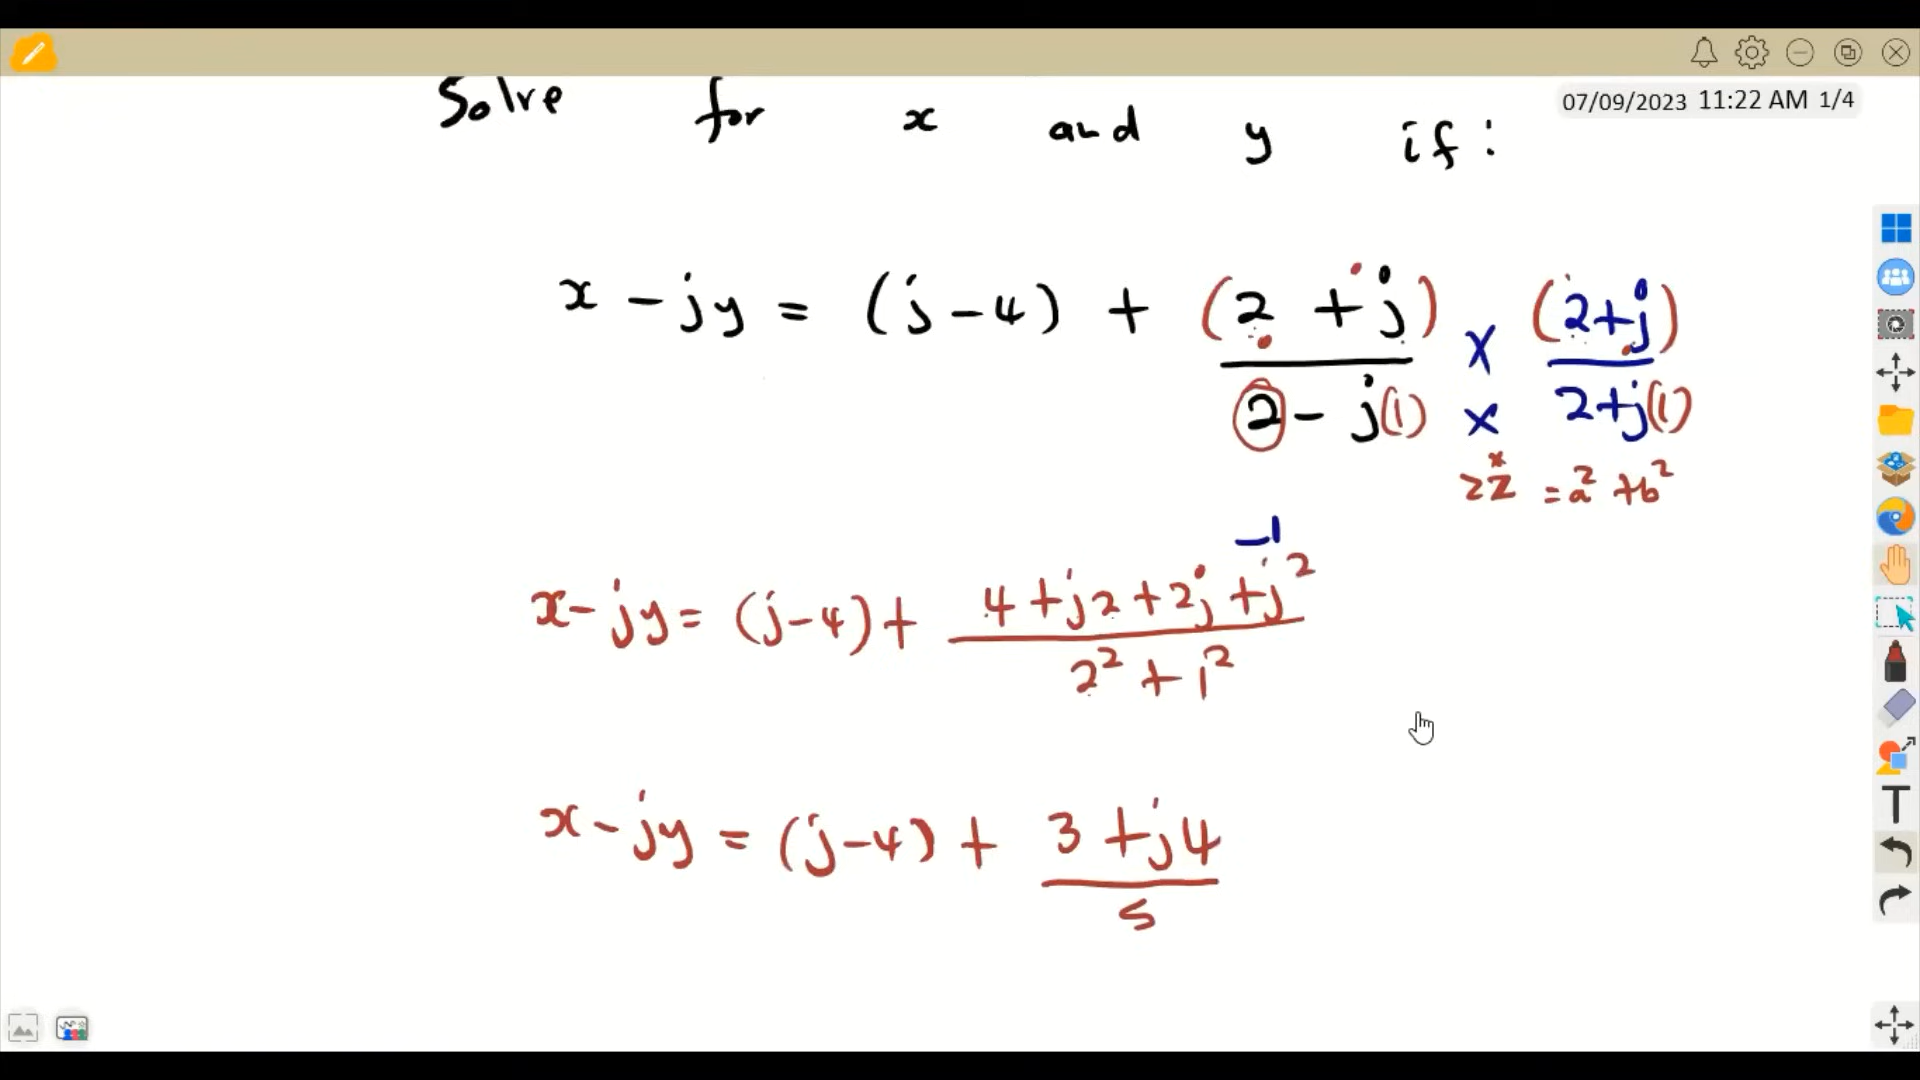 07/09/2023 11:22 AM 1/4
Solve for x and y if:
x - jy = (j-4) + (2 + j)/(2 - j(1)) × (2+j)/(2+j(1))
zz* = a² + b²
-1
x - jy = (j-4) + (4 + j2 + 2j + j²)/(2² + 1²)
x - jy = (j-4) + (3 + j4)/5
T